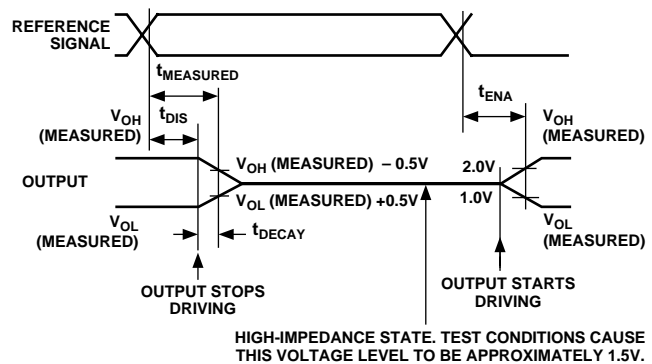 REFERENCE
SIGNAL
tMEASURED
tENA
VOH
(MEASURED)
tDIS
VOH
(MEASURED)
VOH (MEASURED) – 0.5V
2.0V
OUTPUT
VOL (MEASURED) +0.5V
1.0V
VOL
(MEASURED)
tDECAY
VOL
(MEASURED)
OUTPUT STOPS
DRIVING
OUTPUT STARTS
DRIVING
HIGH-IMPEDANCE STATE. TEST CONDITIONS CAUSE
THIS VOLTAGE LEVEL TO BE APPROXIMATELY 1.5V.